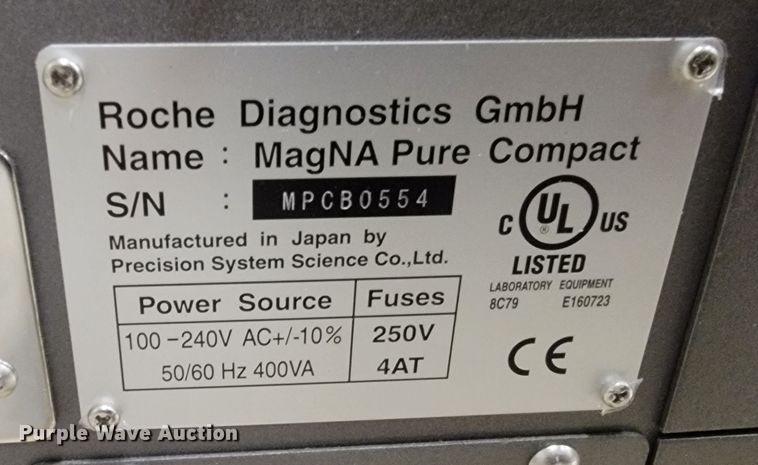 Roche Diagnostics GmbH
Name : MagNA Pure Compact
S/N : MPCB0554
Manufactured in Japan by
Precision System Science Co.,Ltd.
C UL ® US
LISTED
LABORATORY EQUIPMENT
8C79 E160723
Power Source Fuses
100-240V AC+/-10% 250V
50/60 Hz 400VA 4AT
CE
Purple Wave Auction